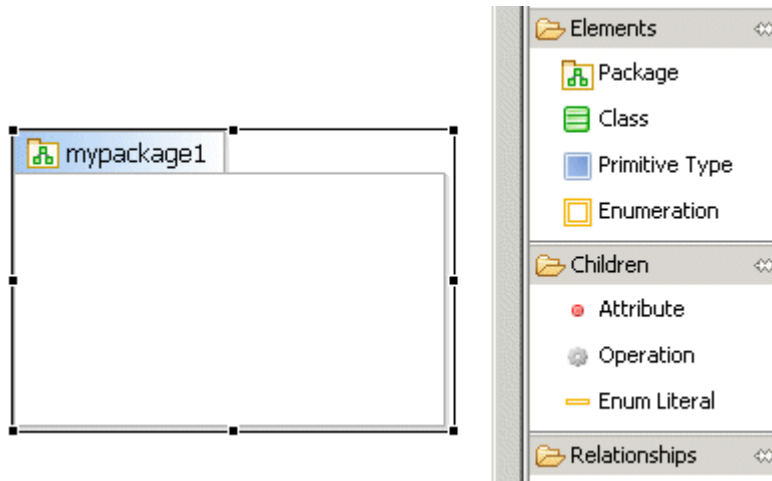 mypackage1
Elements
Package
Class
Primitive Type
Enumeration
Children
Attribute
Operation
Enum Literal
Relationships